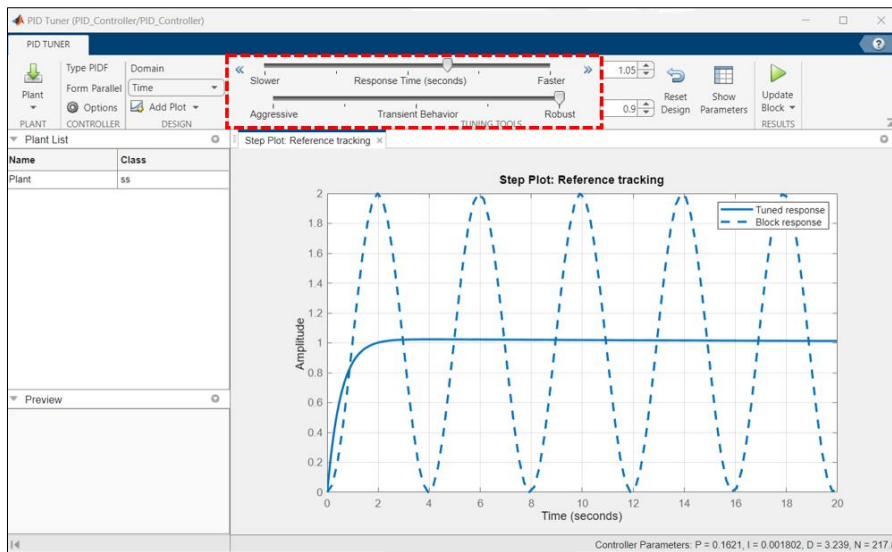 PID Tuner (PID_Controller/PID_Controller)
PID TUNER
Plant
PLANT
Type PIDF
Form Parallel
Options
CONTROLLER
Domain
Time
Add Plot
DESIGN
Slower Response Time (seconds) Faster
Aggressive Transient Behavior Robust
TUNING TOOLS
1.05
0.9
Reset
Design
Show
Parameters
Update
Block
RESULTS
Plant List
Name Class
Plant ss
Preview
Step Plot: Reference tracking
Step Plot: Reference tracking
Tuned response
Block response
Amplitude
2
1.8
1.6
1.4
1.2
1
0.8
0.6
0.4
0.2
0
0 2 4 6 8 10 12 14 16 18 20
Time (seconds)
Controller Parameters: P = 0.1621, I = 0.001802, D = 3.239, N = 217.